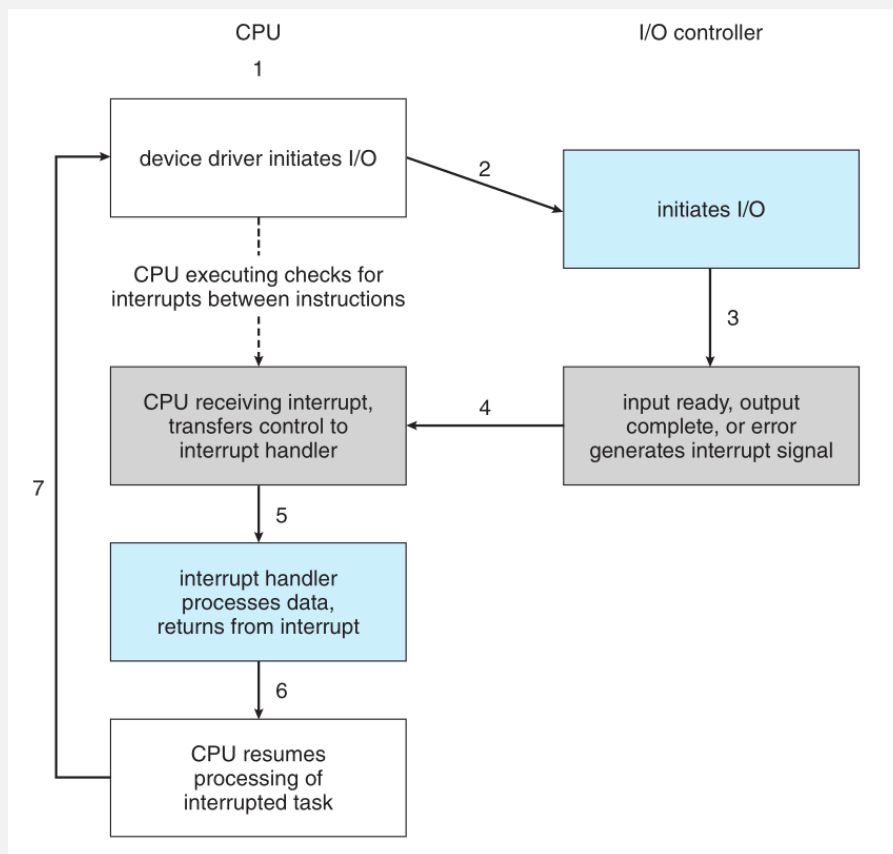 CPU
I/O controller
1
device driver initiates I/O
2
initiates I/O
CPU executing checks for
interrupts between instructions
3
CPU receiving interrupt,
transfers control to
interrupt handler
4
input ready, output
complete, or error
generates interrupt signal
7
5
interrupt handler
processes data,
returns from interrupt
6
CPU resumes
processing of
interrupted task